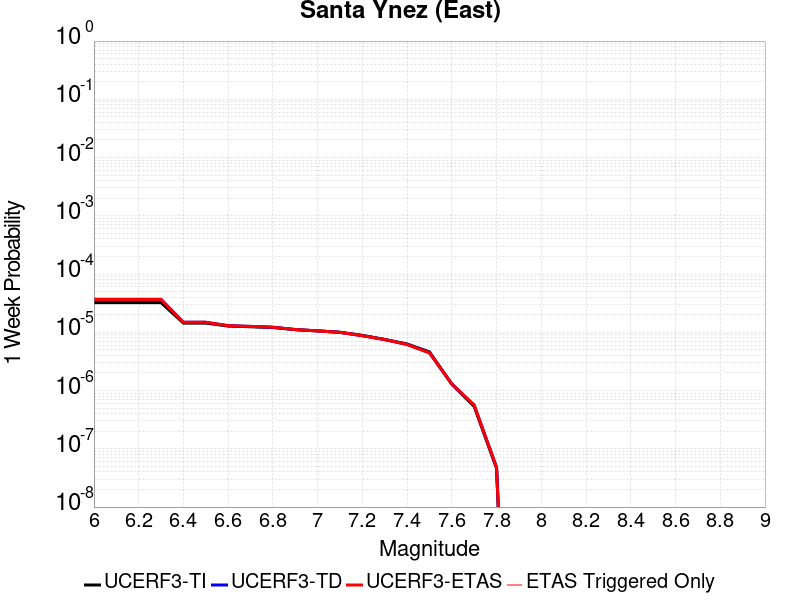 Santa Ynez (East)
10^0
10^-1
10^-2
10^-3
10^-4
10^-5
10^-6
10^-7
10^-8
1 Week Probability
6 6.2 6.4 6.6 6.8 7 7.2 7.4 7.6 7.8 8 8.2 8.4 8.6 8.8 9
Magnitude
UCERF3-TI UCERF3-TD UCERF3-ETAS ETAS Triggered Only